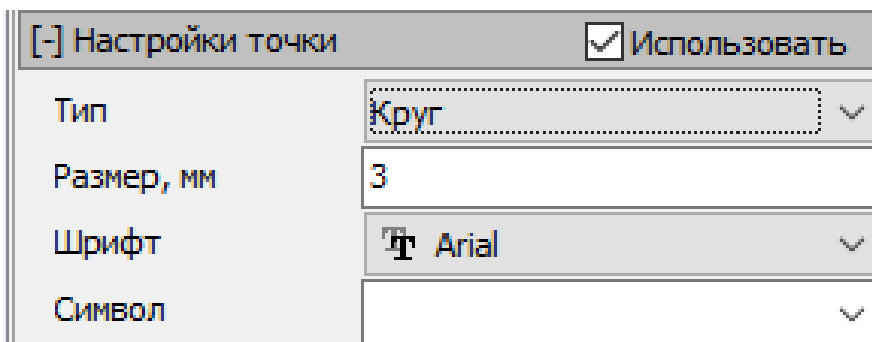 [-] Настройки точки Использовать
Тип Круг
Размер, мм 3
Шрифт Arial
Символ